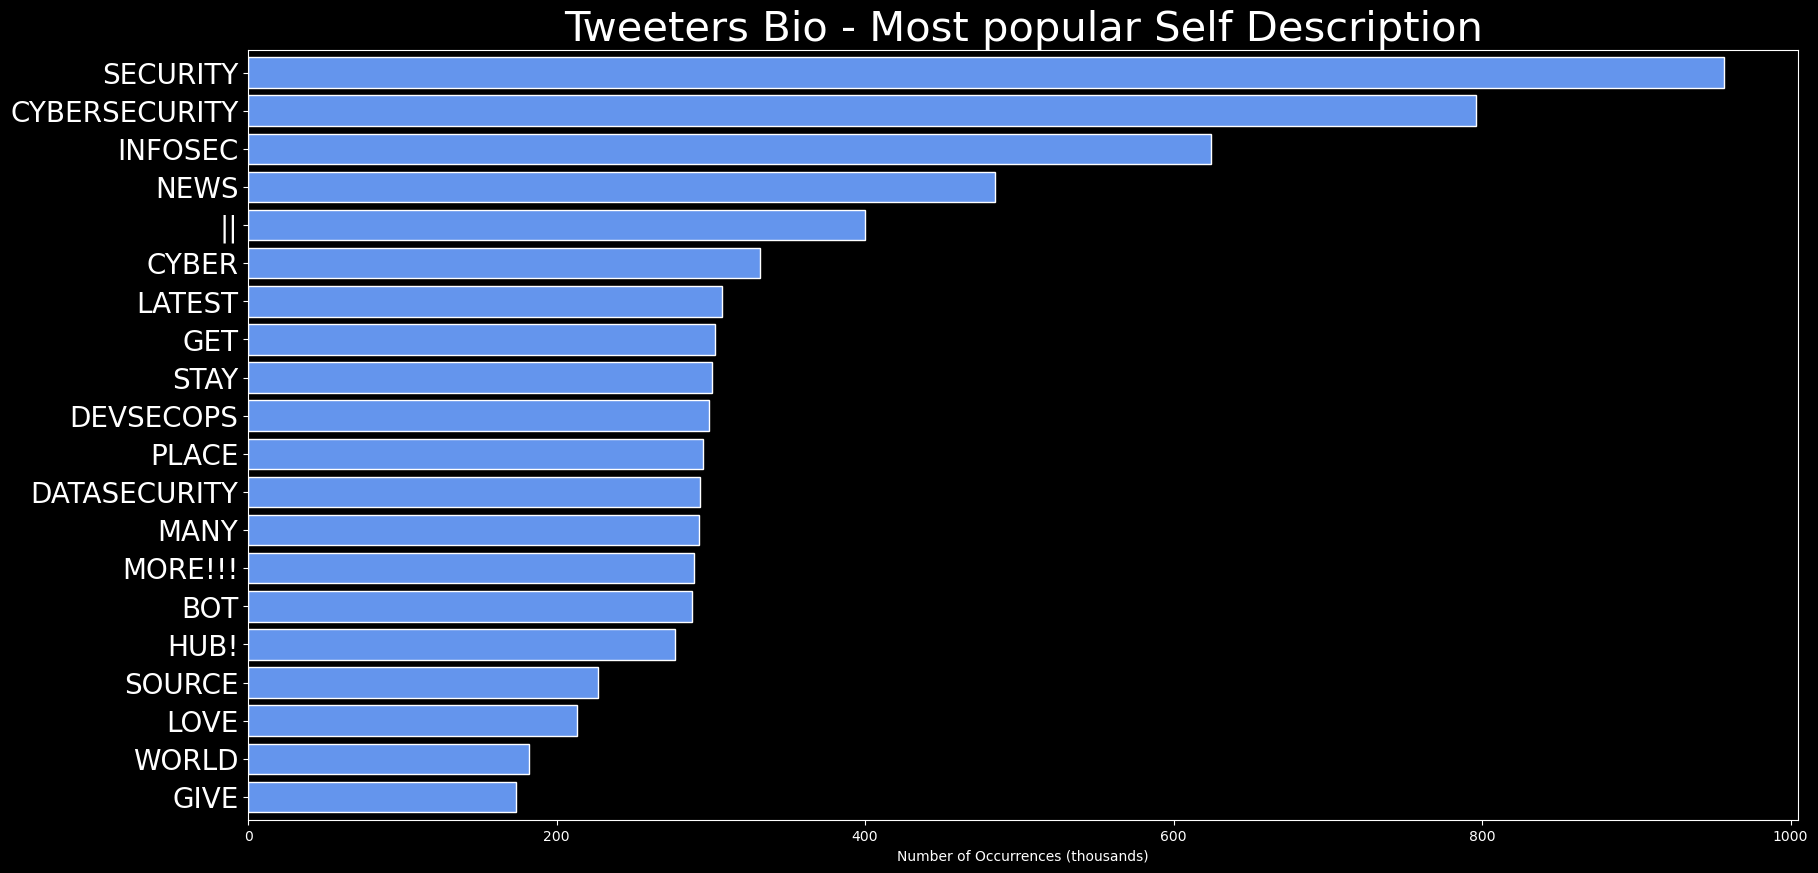 Tweeters Bio - Most popular Self Description
SECURITY
CYBERSECURITY
INFOSEC
NEWS
||
CYBER
LATEST
GET
STAY
DEVSECOPS
PLACE
DATASECURITY
MANY
MORE!!!
BOT
HUB!
SOURCE
LOVE
WORLD
GIVE
0 200 400 600 800 1000
Number of Occurrences (thousands)